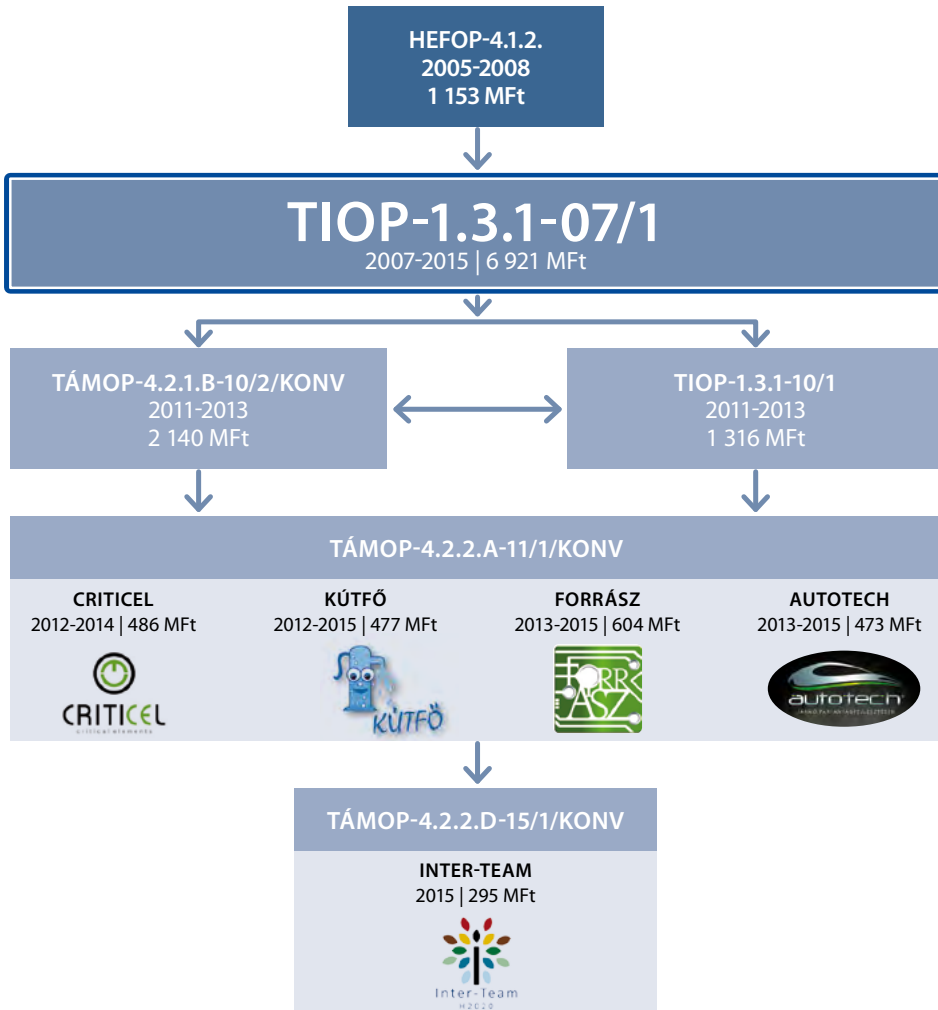 HEFOP-4.1.2.
2005-2008
1 153 MFt
TIOP-1.3.1-07/1
2007-2015 | 6 921 MFt
TÁMOP-4.2.1.B-10/2/KONV
2011-2013
2 140 MFt
TIOP-1.3.1-10/1
2011-2013
1 316 MFt
TÁMOP-4.2.2.A-11/1/KONV
CRITICEL
2012-2014 | 486 MFt
KÚTFŐ
2012-2015 | 477 MFt
FORRÁSZ
2013-2015 | 604 MFt
AUTOTECH
2013-2015 | 473 MFt
CRITICEL
critical elements
KÚTFŐ
FORR
ÁSZ
autotech
TÁMOP-4.2.2.D-15/1/KONV
INTER-TEAM
2015 | 295 MFt
Inter-Team
H2020